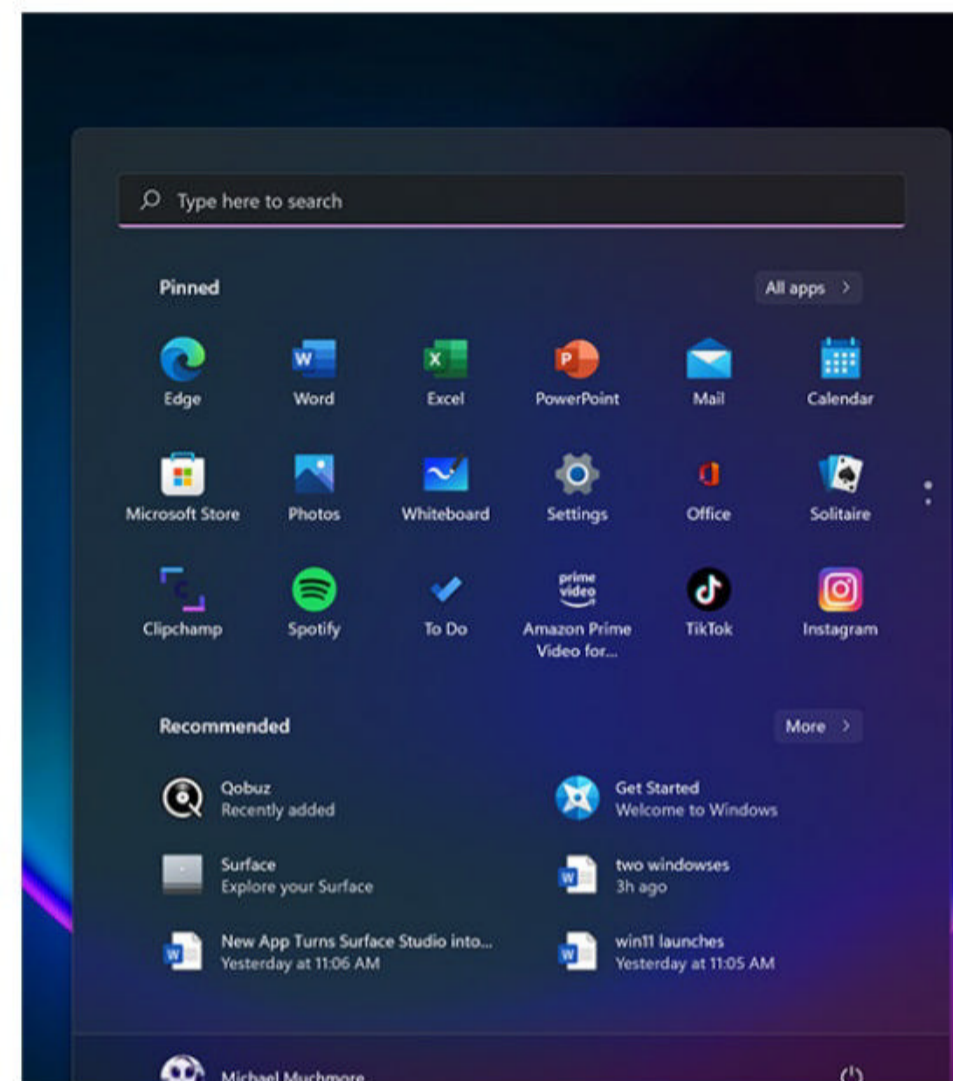 Type here to search
Pinned
All apps >
Edge
Word
Excel
PowerPoint
Mail
Calendar
Microsoft Store
Photos
Whiteboard
Settings
Office
Solitaire
prime
video
Clipchamp
Spotify
To Do
Amazon Prime
Video for...
TikTok
Instagram
Recommended
More >
Qobuz
Recently added
Get Started
Welcome to Windows
Surface
Explore your Surface
two windowses
3h ago
New App Turns Surface Studio into...
Yesterday at 11:06 AM
win11 launches
Yesterday at 11:05 AM
Michael Muchmore